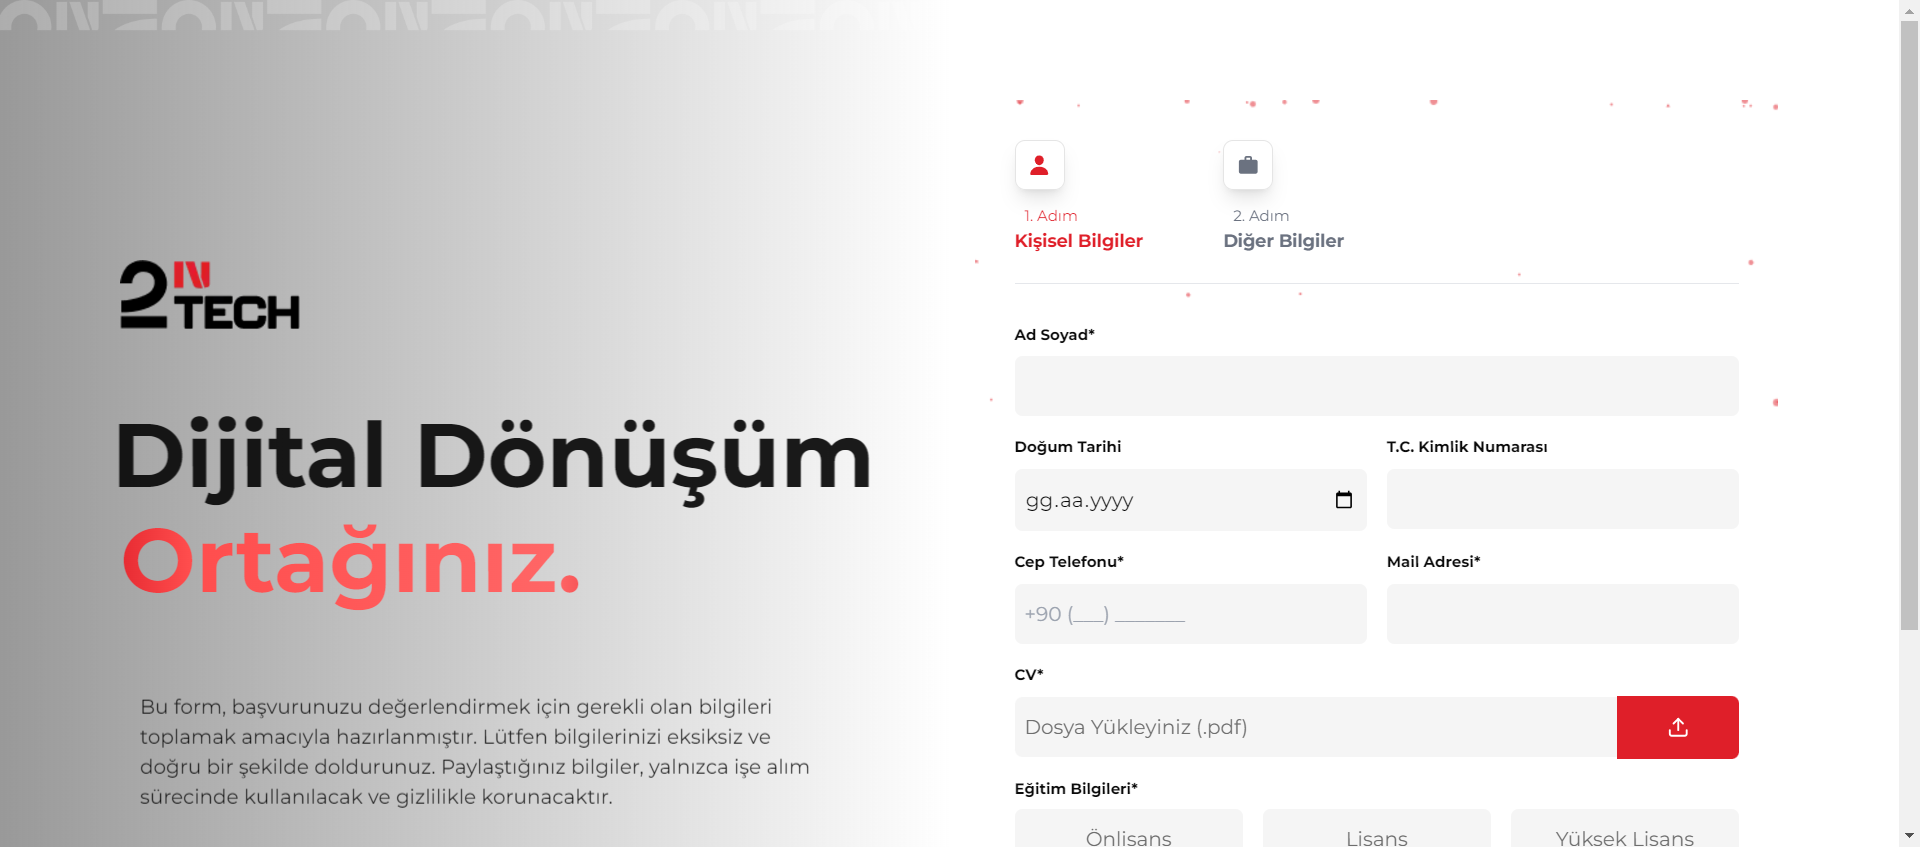 2IN
TECH
Dijital Dönüşüm
Ortağınız.
Bu form, başvurunuzu değerlendirmek için gerekli olan bilgileri
toplamak amacıyla hazırlanmıştır. Lütfen bilgilerinizi eksiksiz ve
doğru bir şekilde doldurunuz. Paylaştığınız bilgiler, yalnızca işe alım
sürecinde kullanılacak ve gizlilikle korunacaktır.
1. Adım
Kişisel Bilgiler
2. Adım
Diğer Bilgiler
Ad Soyad*
Doğum Tarihi
gg.aa.yyyy
T.C. Kimlik Numarası
Cep Telefonu*
+90 (___) _______
Mail Adresi*
CV*
Dosya Yükleyiniz (.pdf)
Eğitim Bilgileri*
Önlisans
Lisans
Yüksek Lisans